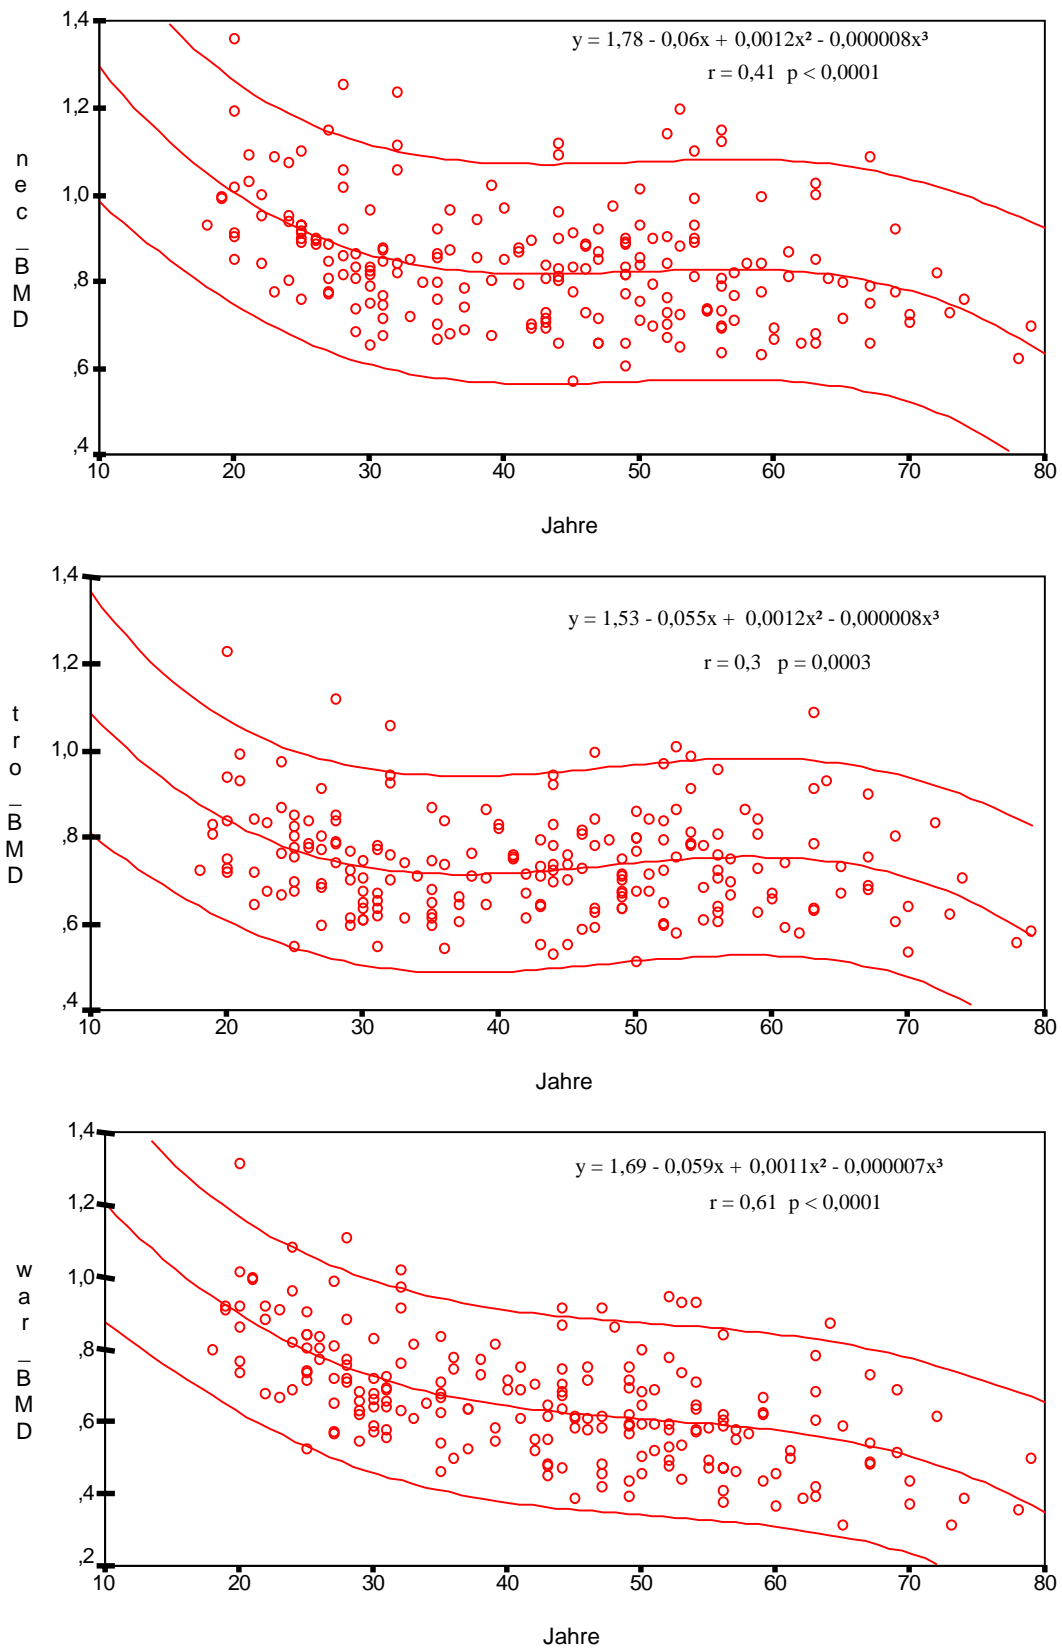 1,4
y = 1,78 - 0,06x + 0,0012x² - 0,000008x³
r = 0,41 p < 0,0001
1,2
nec_BMD
1,0
,8
,6
,4
10 20 30 40 50 60 70 80
Jahre
1,4
y = 1,53 - 0,055x + 0,0012x² - 0,000008x³
r = 0,3 p = 0,0003
1,2
tro_BMD
1,0
,8
,6
,4
10 20 30 40 50 60 70 80
Jahre
1,4
y = 1,69 - 0,059x + 0,0011x² - 0,000007x³
r = 0,61 p < 0,0001
1,2
war_BMD
1,0
,8
,6
,4
,2
10 20 30 40 50 60 70 80
Jahre